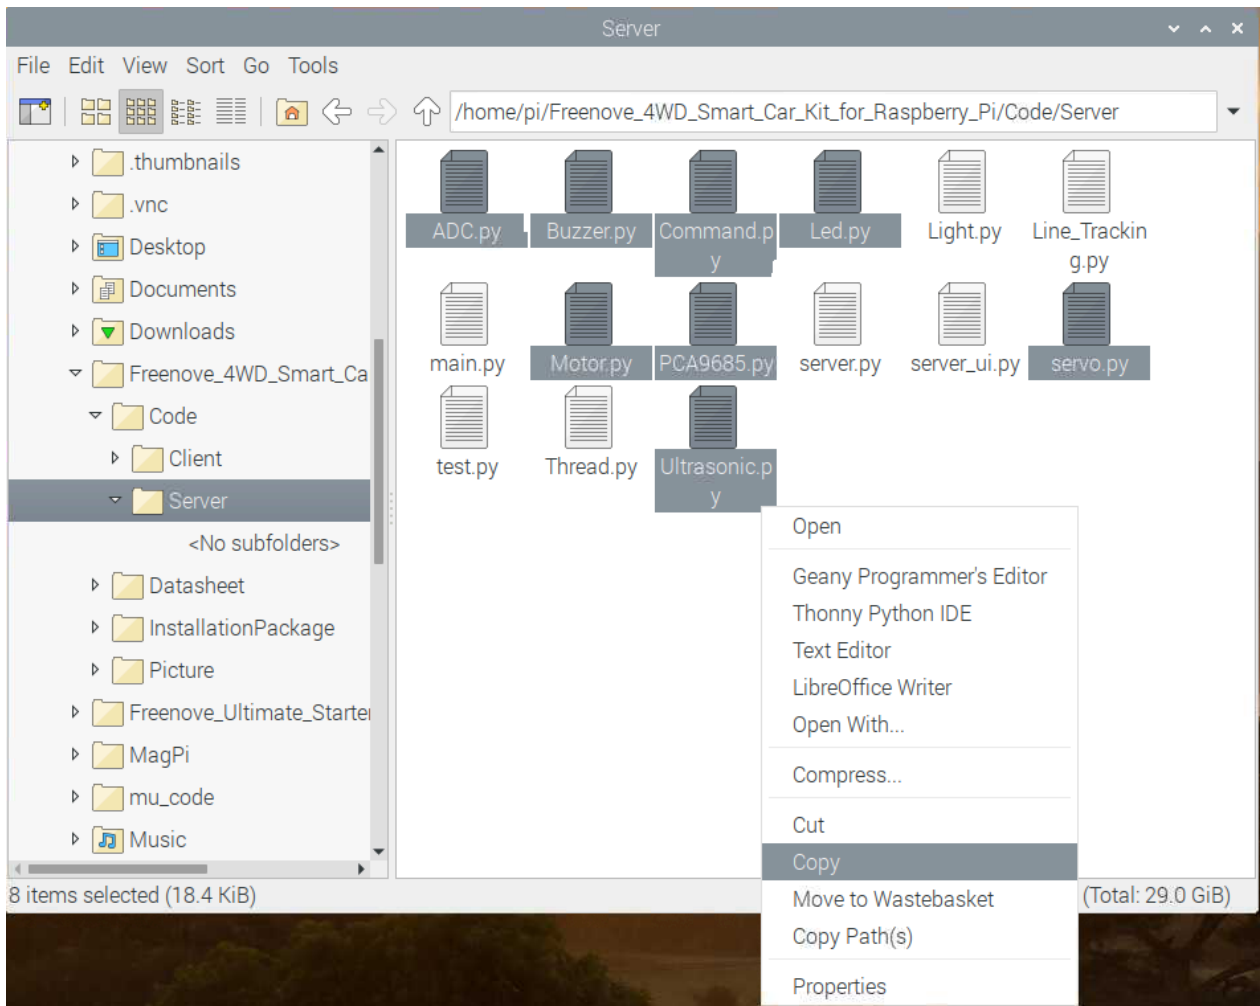 Server
File Edit View Sort Go Tools
/home/pi/Freenove_4WD_Smart_Car_Kit_for_Raspberry_Pi/Code/Server
.thumbnails
.vnc
Desktop
Documents
Downloads
Freenove_4WD_Smart_Ca
Code
Client
Server
<No subfolders>
Datasheet
InstallationPackage
Picture
Freenove_Ultimate_Starter
MagPi
mu_code
Music
ADC.py Buzzer.py Command.p Led.py Light.py Line_Trackin
y g.py
main.py Motor.py PCA9685.py server.py server_ui.py servo.py
test.py Thread.py Ultrasonic.p
y
Open
Geany Programmer's Editor
Thonny Python IDE
Text Editor
LibreOffice Writer
Open With...
Compress...
Cut
Copy
Move to Wastebasket
Copy Path(s)
Properties
8 items selected (18.4 KiB) (Total: 29.0 GiB)